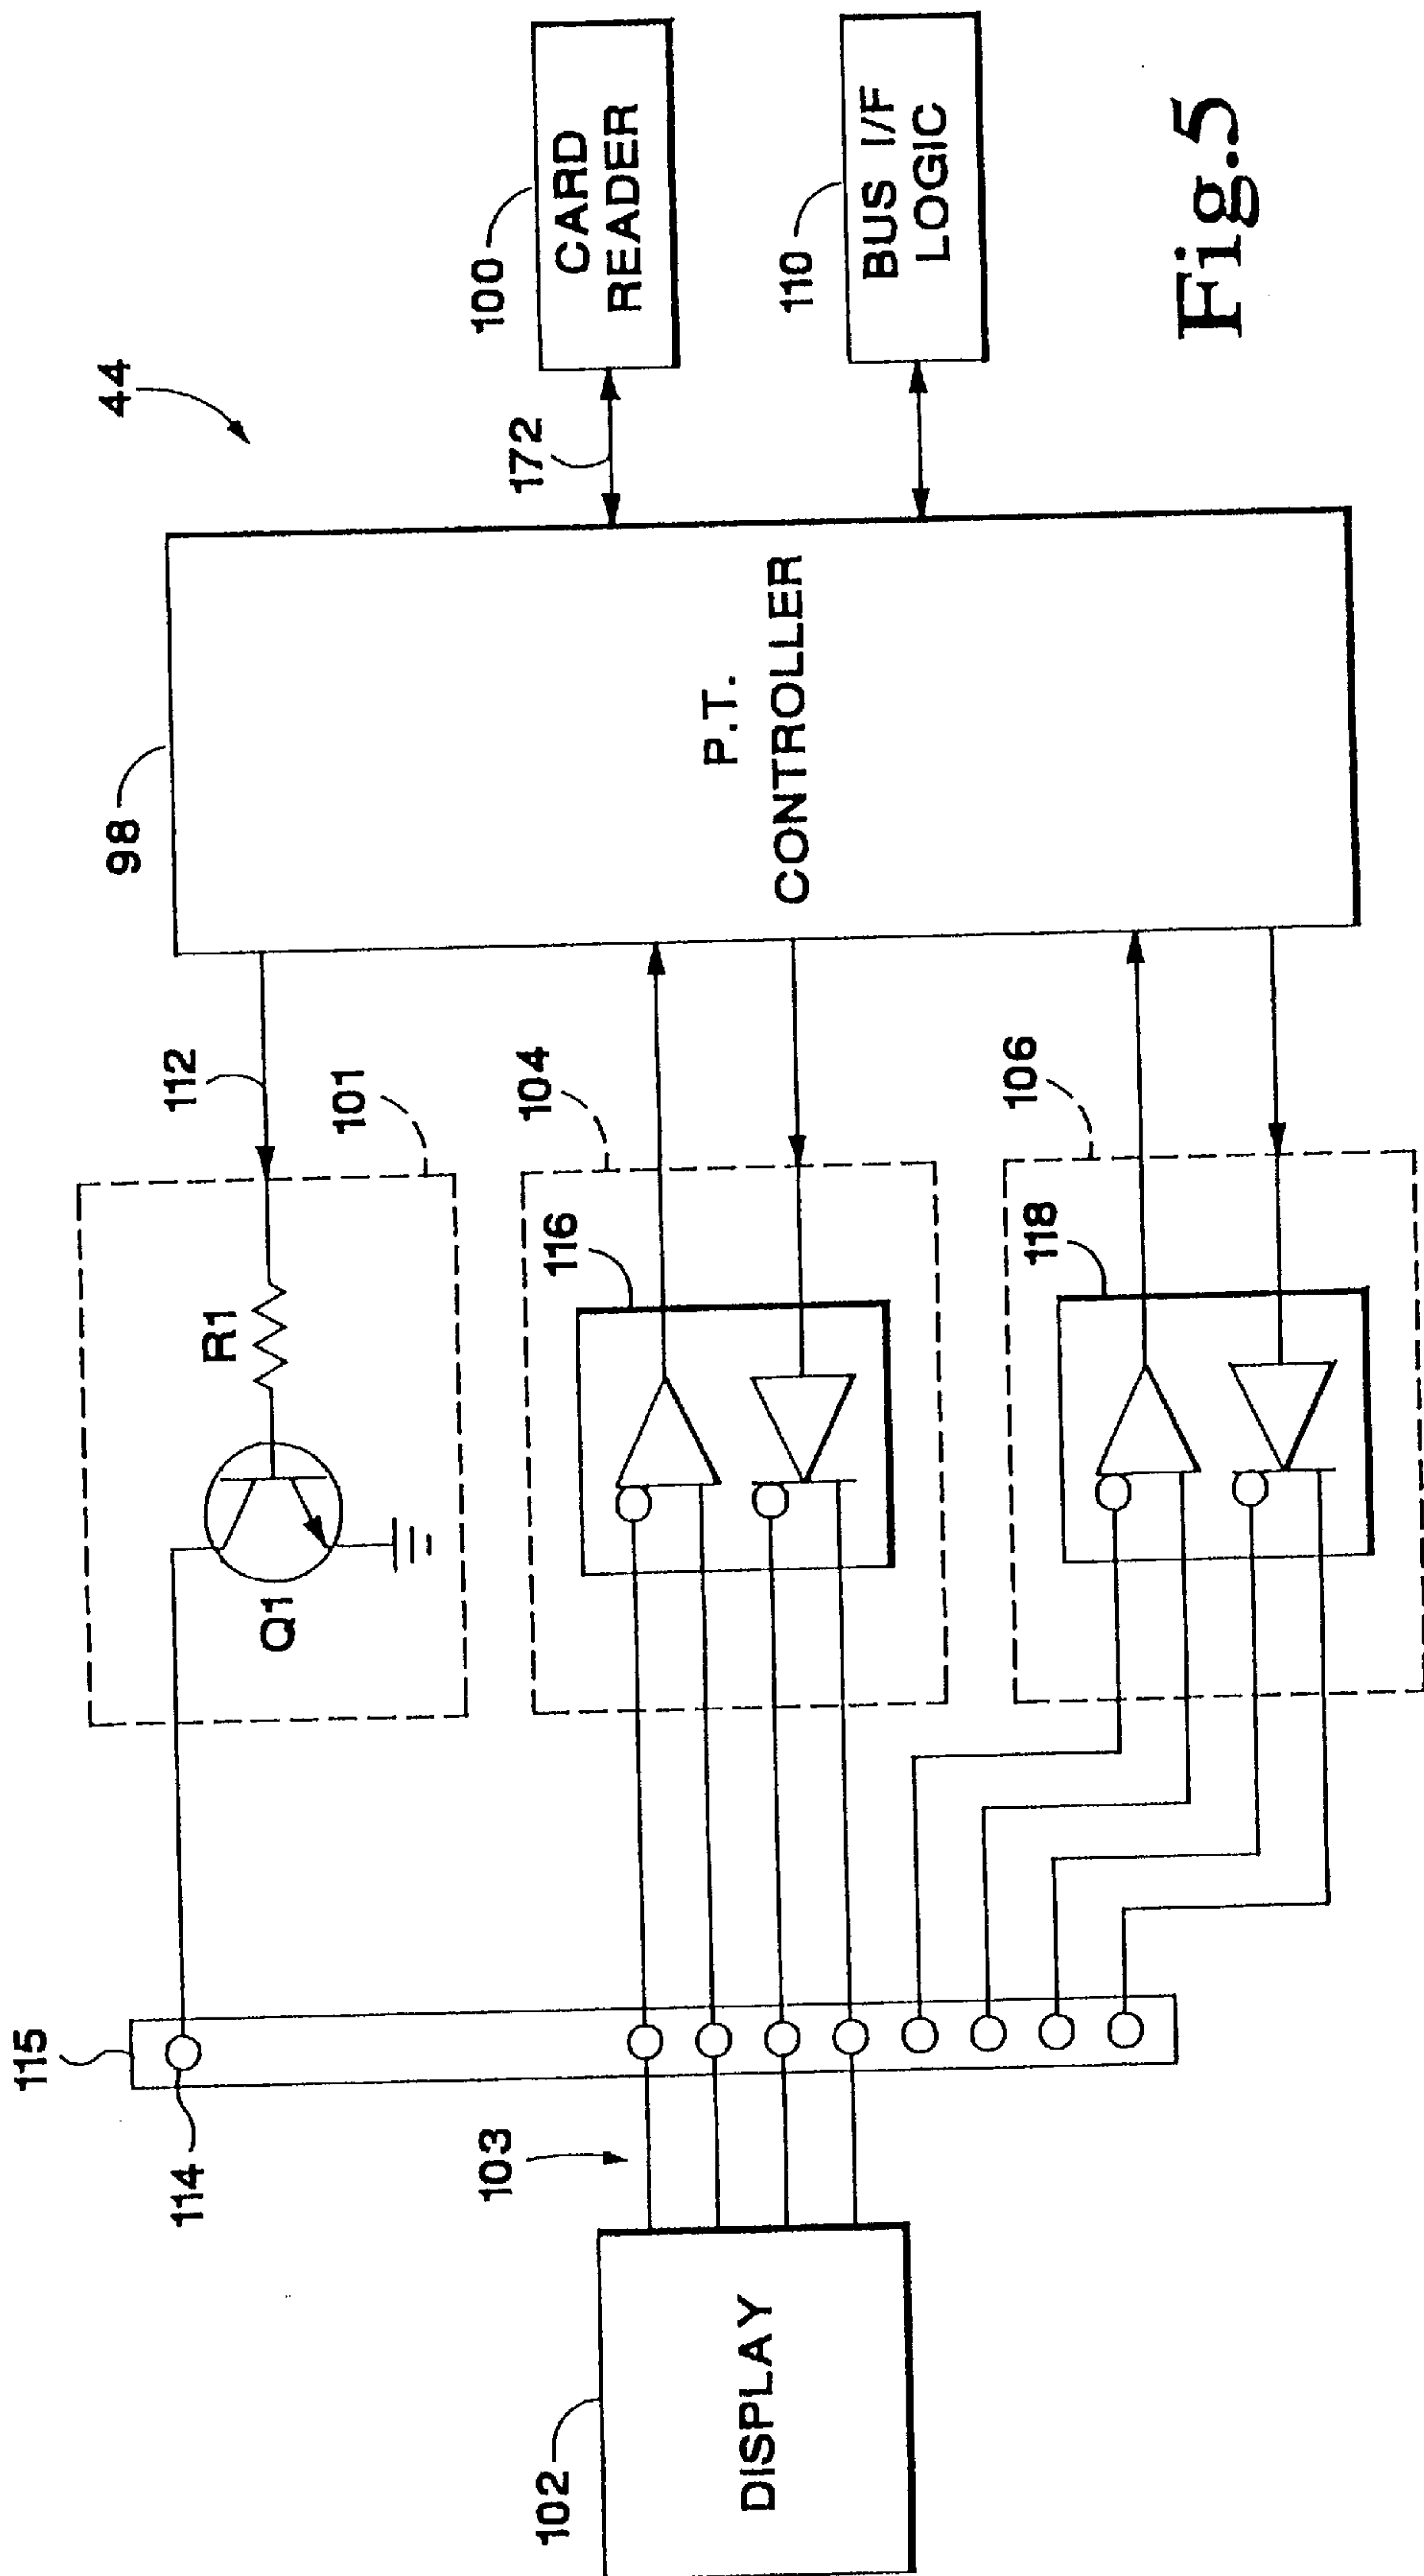 115
114
102
DISPLAY
103
Q1
R1
112
101
104
116
106
118
98
P.T.
CONTROLLER
44
172
100
CARD
READER
110
BUS I/F
LOGIC
Fig.5